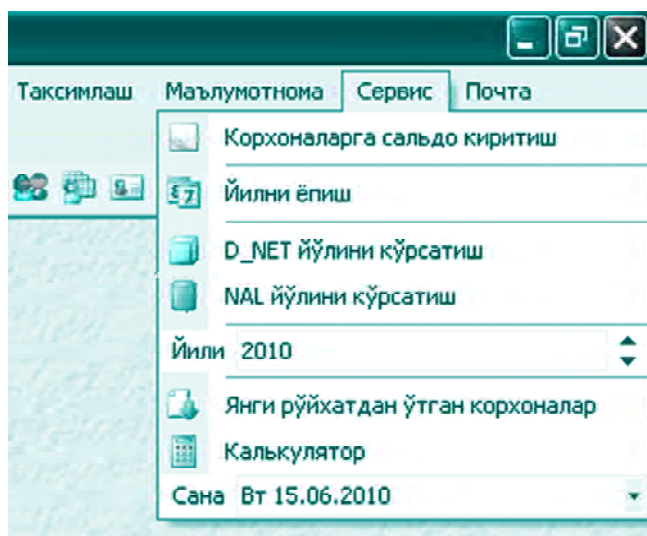 Таксимлаш Маълумотнома Сервис Почта
Корхоналарга сальдо киритиш
Йилни ёпиш
D_NET йўлини кўрсатиш
NAL йўлини кўрсатиш
Йили 2010
Янги рўйхатдан ўтган корхоналар
Калькулятор
Сана Вт 15.06.2010